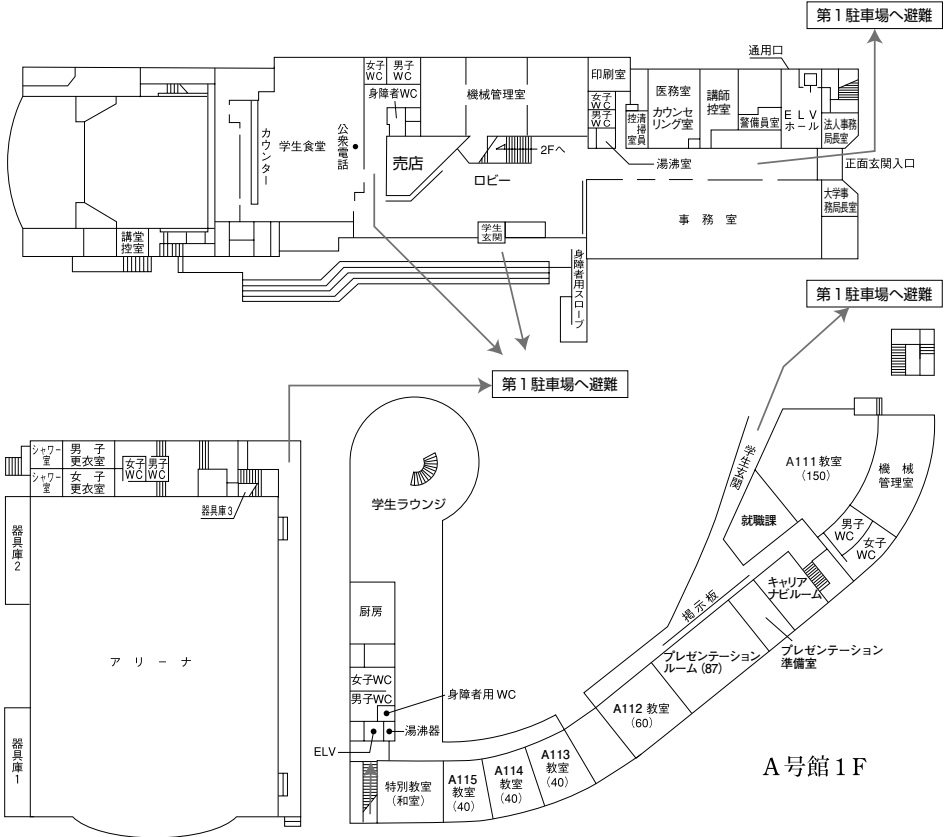 第1駐車場へ避難
通用口
女子
WC
男子
WC
身障者WC
機械管理室
印刷室
女子
WC
男子
WC
清掃員
控室
医務室
カウンセ
リング室
講師
控室
警備員室
ELV
ホール
法人事務
局長室
カウンター
学生食堂
公衆電話
売店
2Fへ
ロビー
湯沸室
正面玄関入口
大学事
務局長室
事務室
講堂
控室
学生
玄関
身障者用スロープ
第1駐車場へ避難
第1駐車場へ避難
シャワー
室
男子
更衣室
シャワー
室
女子
更衣室
女子
WC
男子
WC
器具庫3
器具庫2
アリーナ
器具庫1
学生ラウンジ
厨房
女子WC
男子WC
身障者用WC
湯沸器
ELV
特別教室
(和室)
A115
教室
(40)
A114
教室
(40)
A113
教室
(40)
A112教室
(60)
プレゼンテーション
ルーム(87)
プレゼンテーション
準備室
キャリア
ナビルーム
掲示板
就職課
学生玄関
A111教室
(150)
機械
管理室
男子
WC
女子
WC
A号館1F